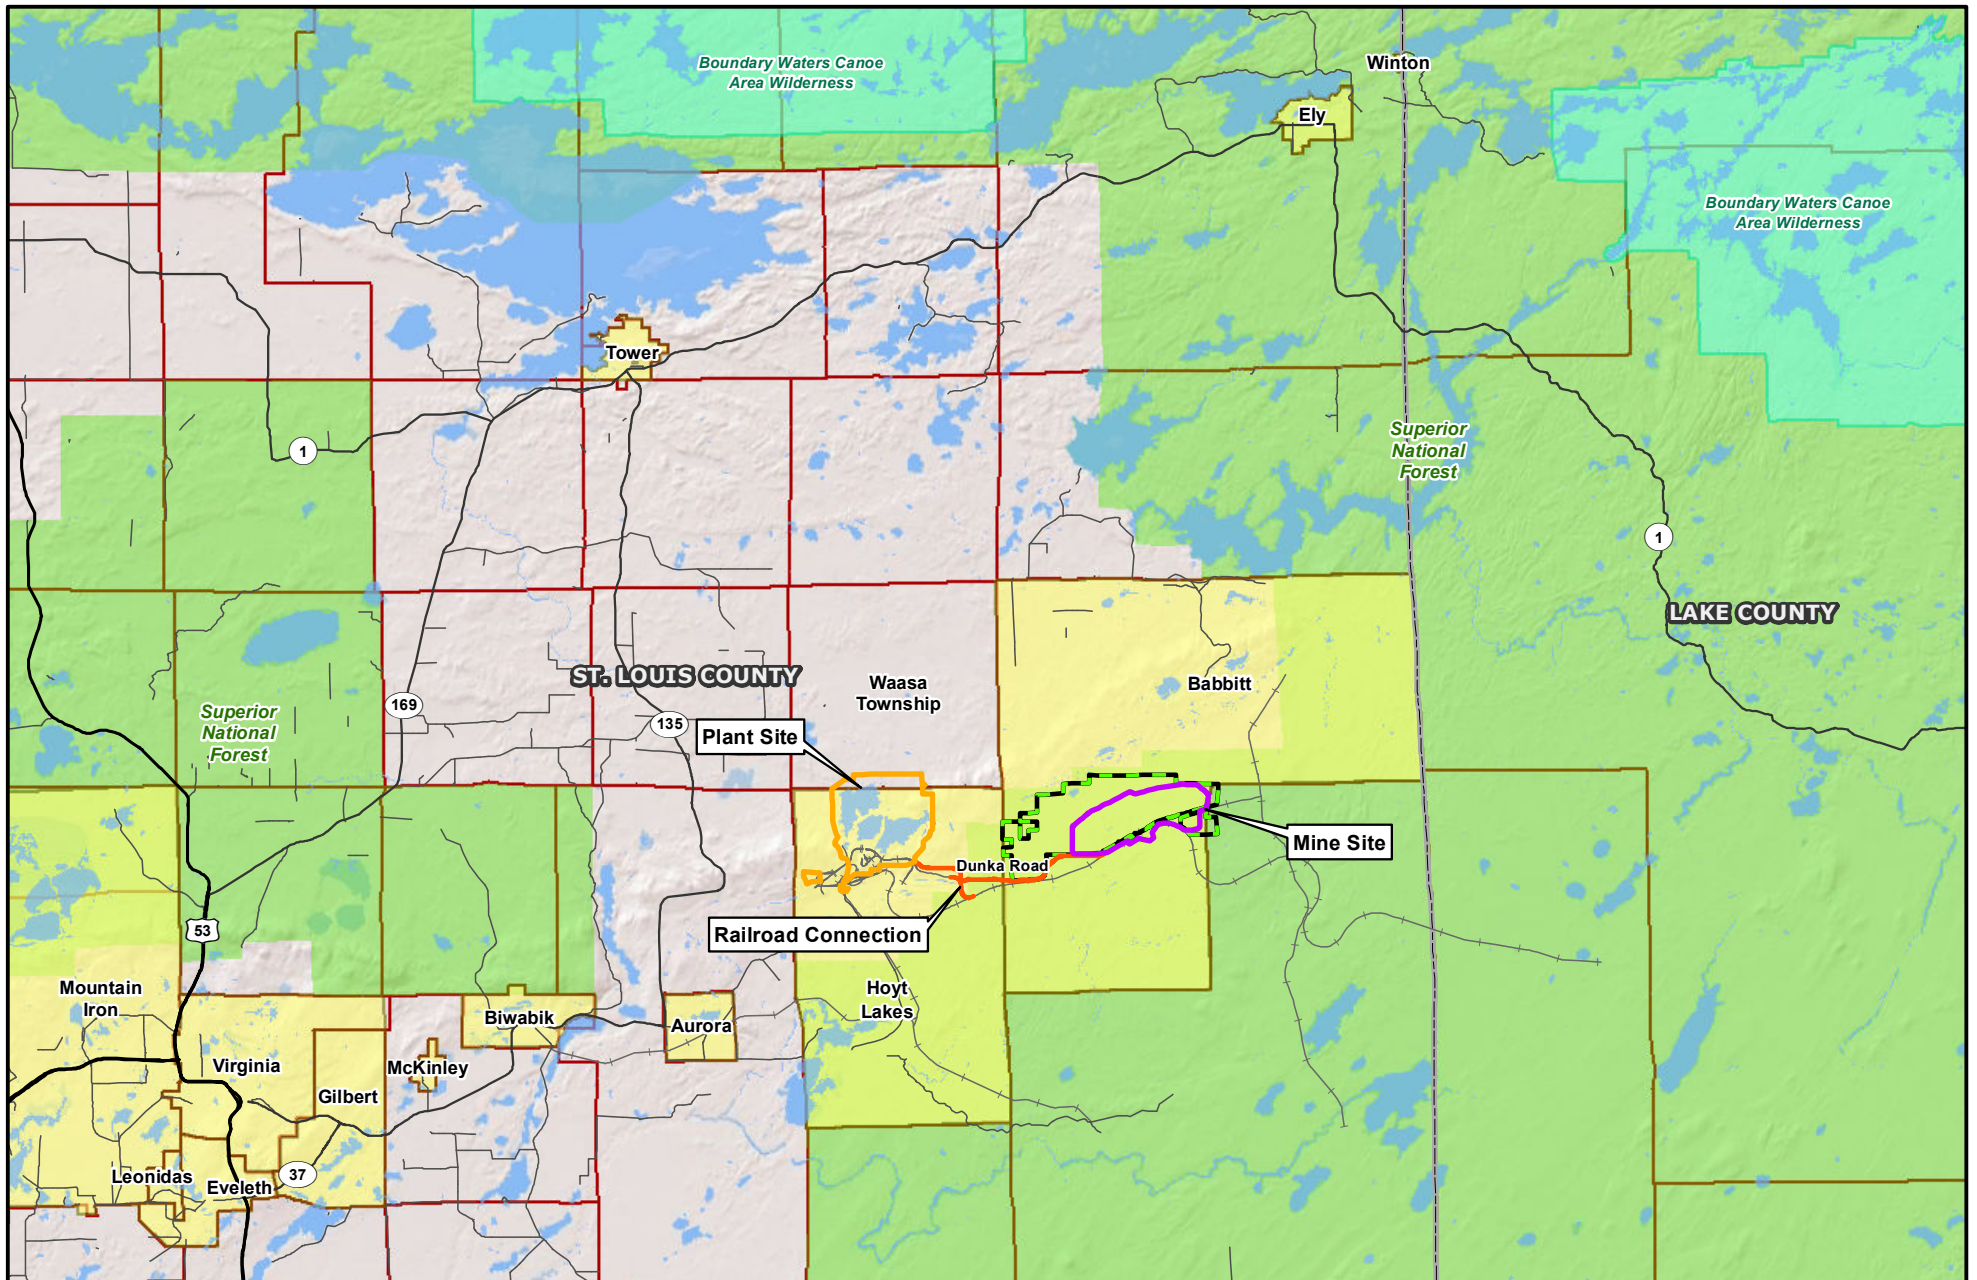 Boundary Waters Canoe
Area Wilderness
Winton
Ely
Boundary Waters Canoe
Area Wilderness
Tower
1
Superior
National
Forest
1
LAKE COUNTY
ST. LOUIS COUNTY
Waasa
Township
Babbitt
169
135
Superior
National
Forest
Plant Site
Mine Site
Dunka Road
Railroad Connection
53
Mountain
Iron
Hoyt
Lakes
Biwabik
Aurora
Virginia
McKinley
Gilbert
Leonidas
Eveleth
37